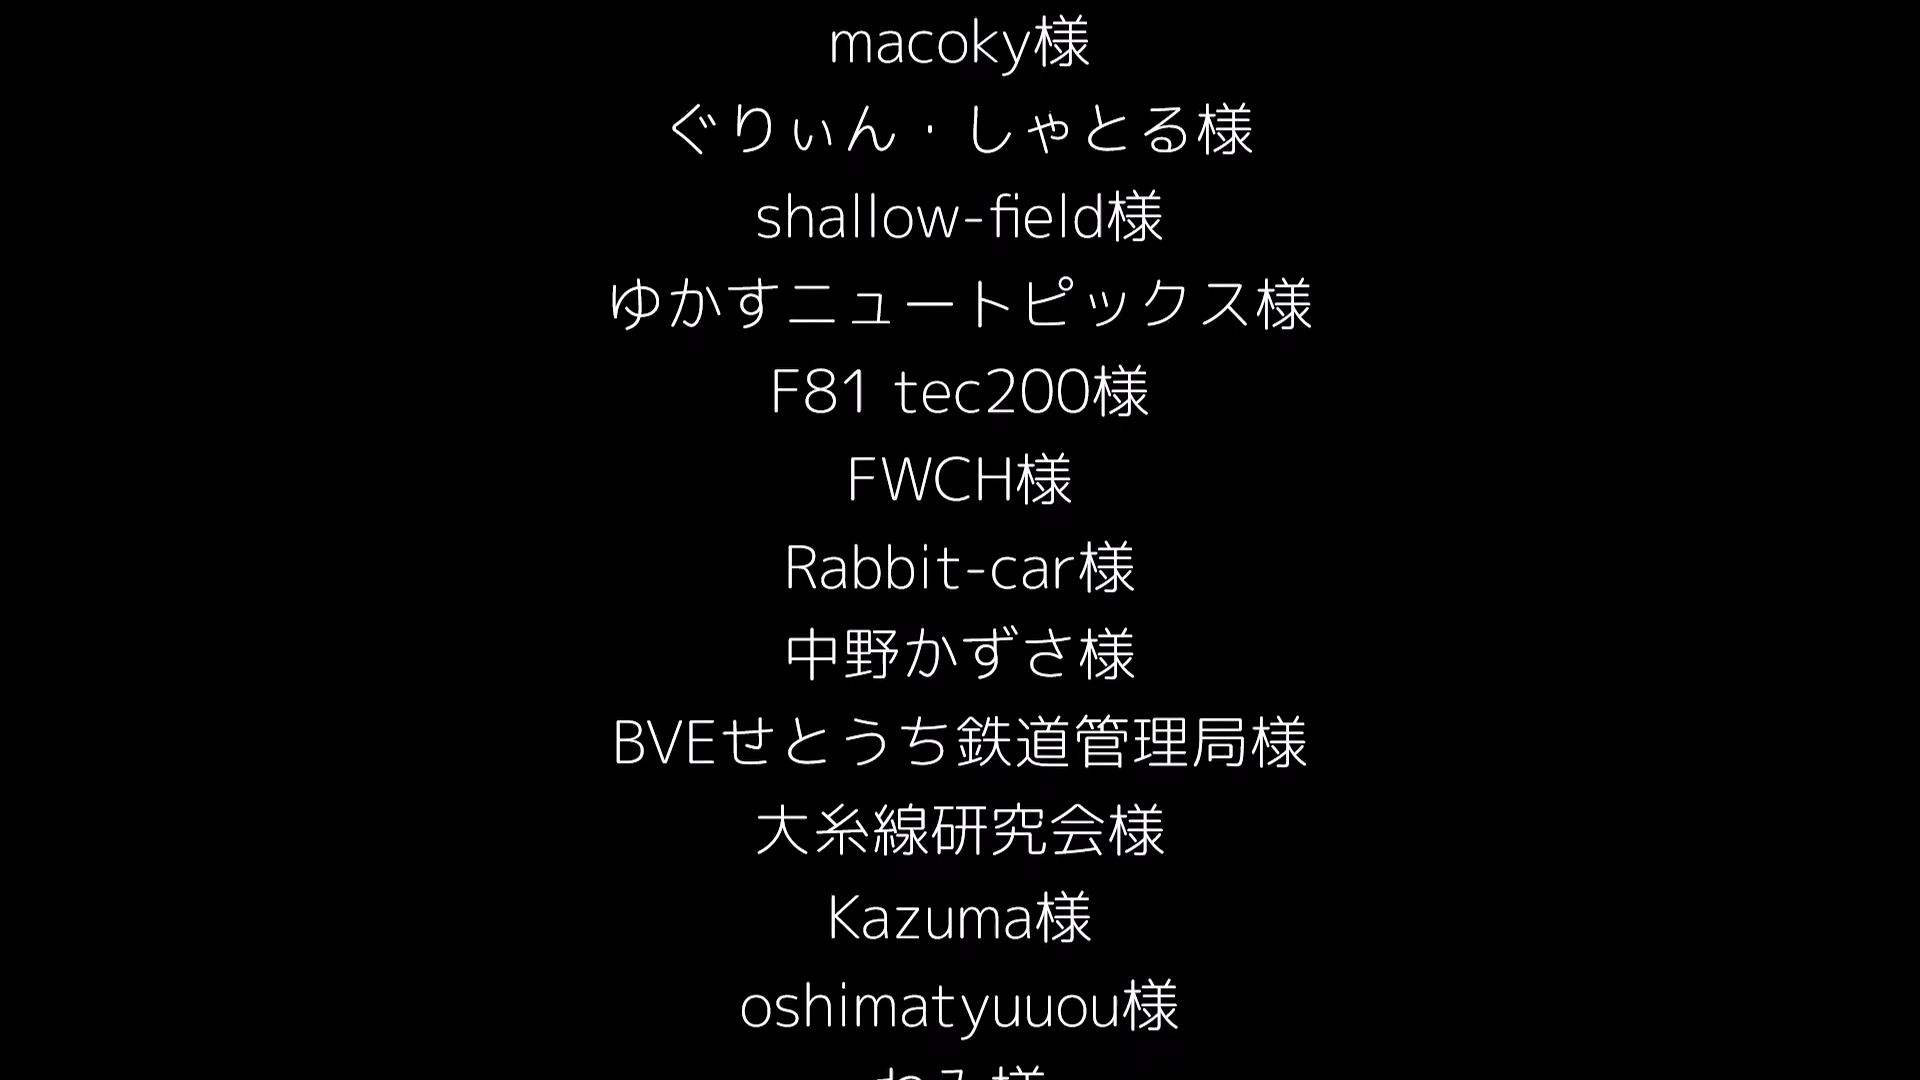 macoky様
ぐりぃん・しゃとる様
shallow-field様
ゆかすニュートピックス様
F81 tec200様
FWCH様
Rabbit-car様
中野かずさ様
BVEせとうち鉄道管理局様
大糸線研究会様
Kazuma様
oshimatyuuou様